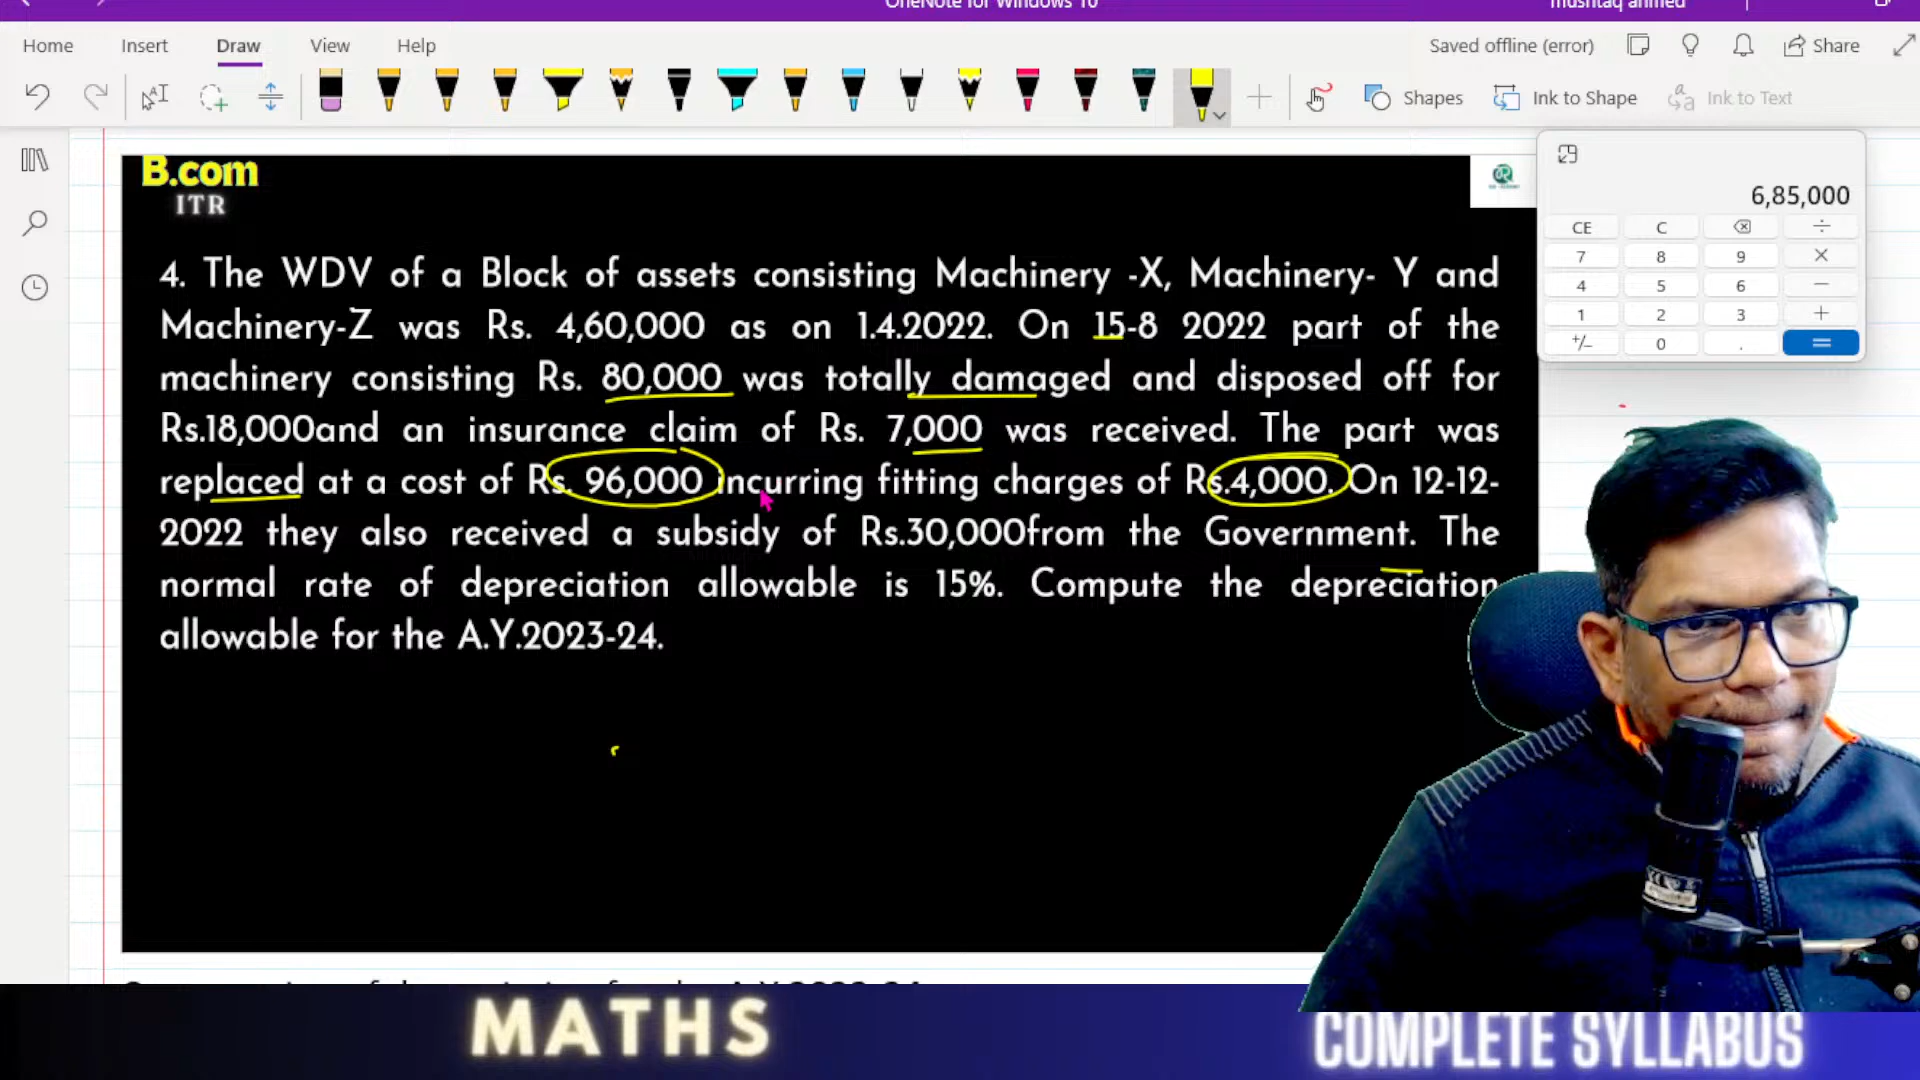 OneNote for Windows 10
mushtaq ahmed
Home Insert Draw View Help
Saved offline (error)
Share
Shapes
Ink to Shape
Ink to Text
B.com
ITR
6,85,000
CE C ÷
7 8 9 ×
4 5 6 −
1 2 3 +
+/− 0 . =
4. The WDV of a Block of assets consisting Machinery -X, Machinery- Y and
Machinery-Z was Rs. 4,60,000 as on 1.4.2022. On 15-8 2022 part of the
machinery consisting Rs. 80,000 was totally damaged and disposed off for
Rs.18,000and an insurance claim of Rs. 7,000 was received. The part was
replaced at a cost of Rs. 96,000 incurring fitting charges of Rs.4,000. On 12-12-
2022 they also received a subsidy of Rs.30,000from the Government. The
normal rate of depreciation allowable is 15%. Compute the depreciation
allowable for the A.Y.2023-24.
MATHS
COMPLETE SYLLABUS